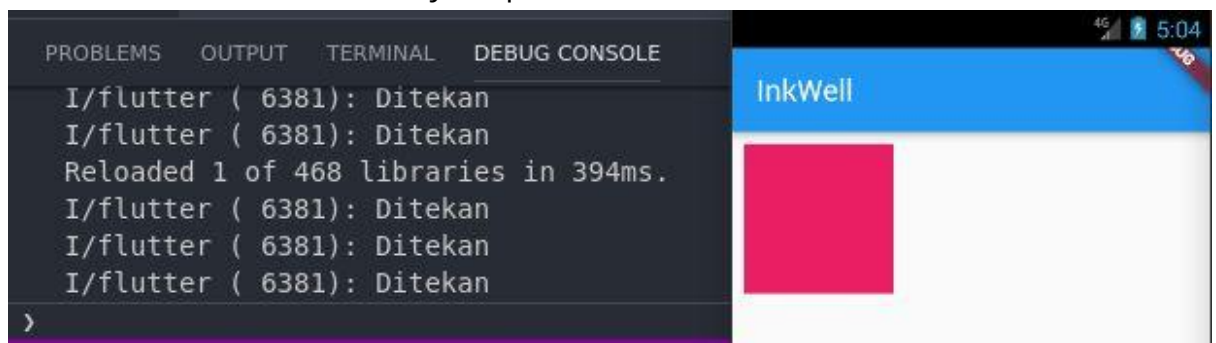 PROBLEMS OUTPUT TERMINAL DEBUG CONSOLE
I/flutter ( 6381): Ditekan
I/flutter ( 6381): Ditekan
Reloaded 1 of 468 libraries in 394ms.
I/flutter ( 6381): Ditekan
I/flutter ( 6381): Ditekan
I/flutter ( 6381): Ditekan
❯
4G 5:04
InkWell